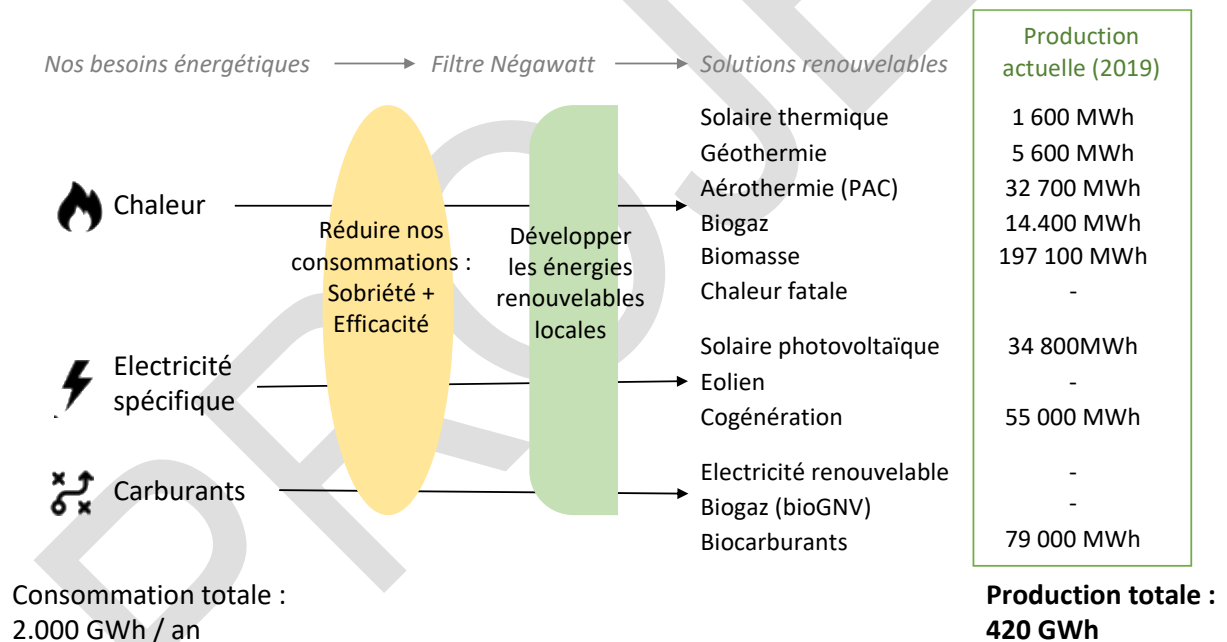 Nos besoins énergétiques
Filtre Négawatt
Solutions renouvelables
Production
actuelle (2019)
Chaleur
Réduire nos
consommations :
Sobriété +
Efficacité
Développer
les énergies
renouvelables
locales
Solaire thermique
1 600 MWh
Géothermie
5 600 MWh
Aérothermie (PAC)
32 700 MWh
Biogaz
14.400 MWh
Biomasse
197 100 MWh
Chaleur fatale
-
Electricité
spécifique
Solaire photovoltaïque
34 800MWh
Eolien
-
Cogénération
55 000 MWh
Carburants
Electricité renouvelable
-
Biogaz (bioGNV)
-
Biocarburants
79 000 MWh
Consommation totale :
2.000 GWh / an
Production totale :
420 GWh
PROJE